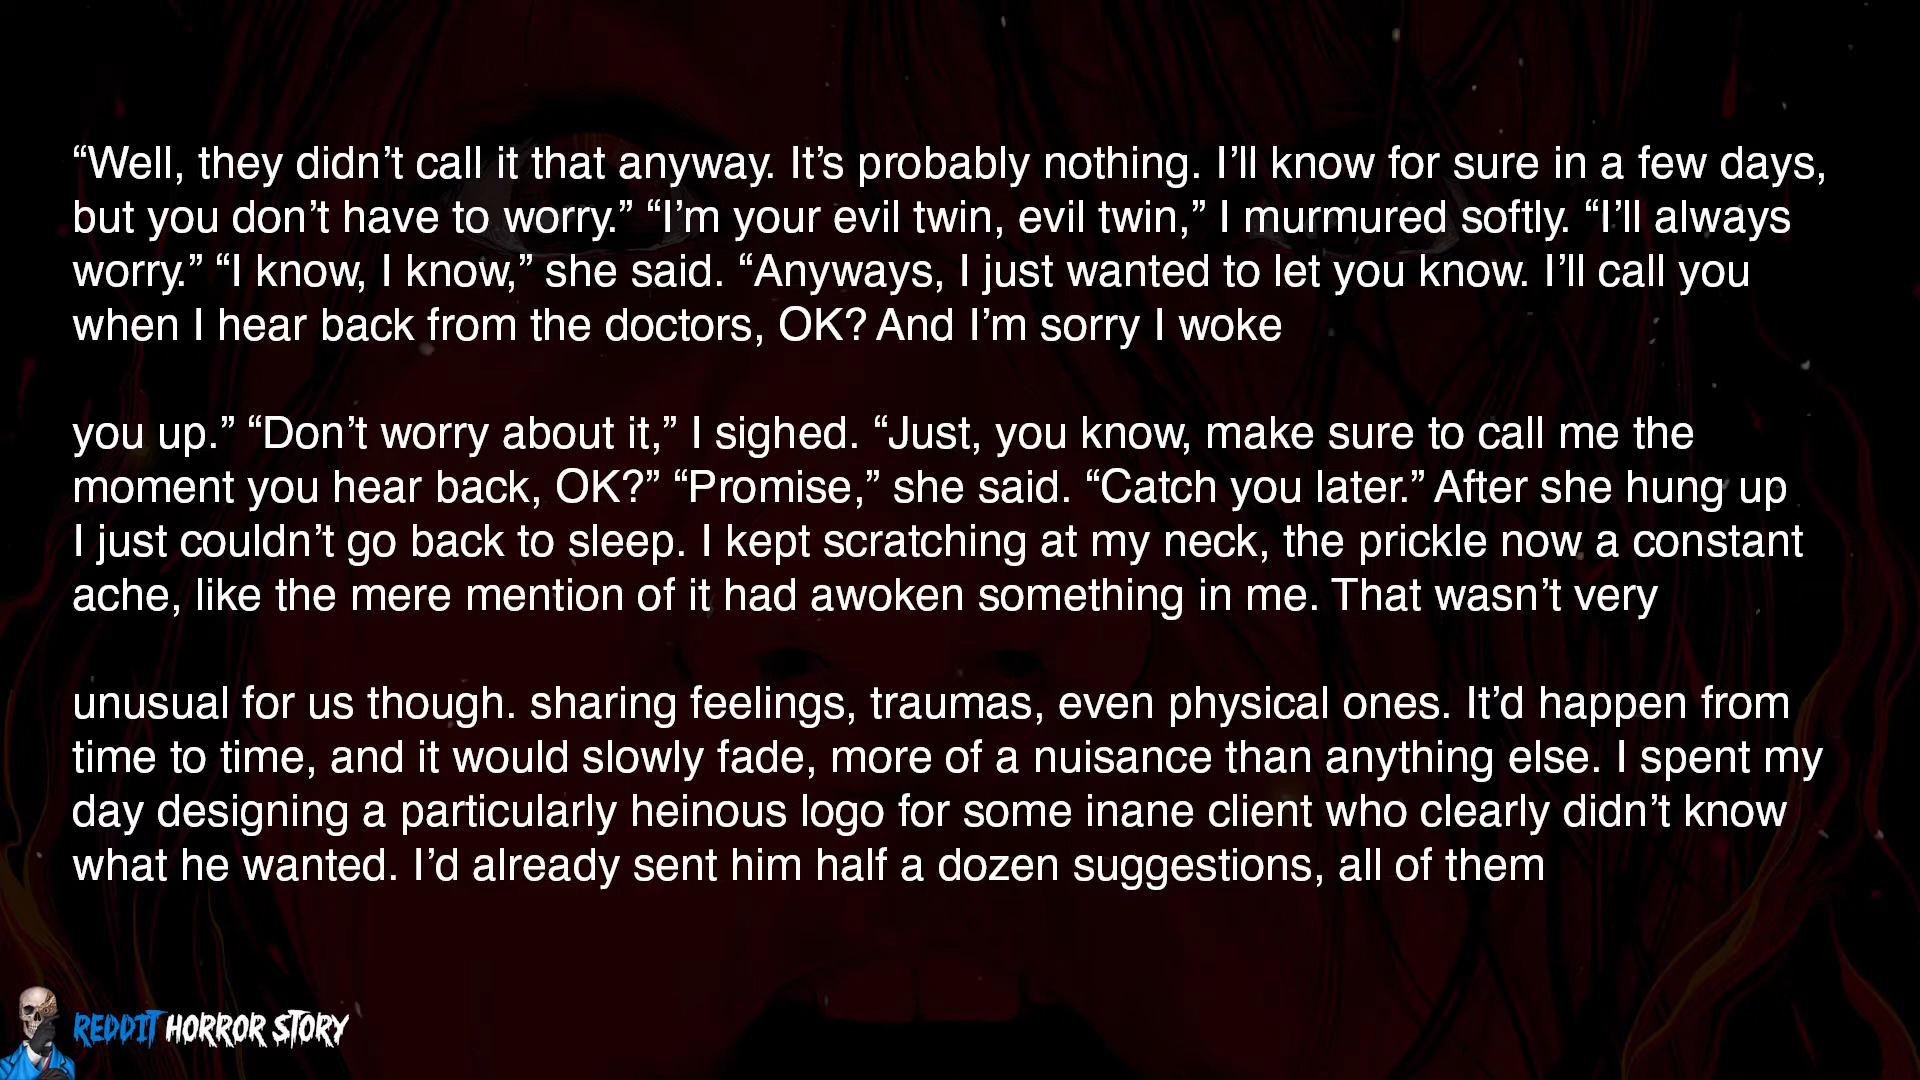 “Well, they didn’t call it that anyway. It’s probably nothing. I’ll know for sure in a few days,
but you don’t have to worry.” “I’m your evil twin, evil twin,” I murmured softly. “I’ll always
worry.” “I know, I know,” she said. “Anyways, I just wanted to let you know. I’ll call you
when I hear back from the doctors, OK? And I’m sorry I woke
you up.” “Don’t worry about it,” I sighed. “Just, you know, make sure to call me the
moment you hear back, OK?” “Promise,” she said. “Catch you later.” After she hung up
I just couldn’t go back to sleep. I kept scratching at my neck, the prickle now a constant
ache, like the mere mention of it had awoken something in me. That wasn’t very
unusual for us though. sharing feelings, traumas, even physical ones. It’d happen from
time to time, and it would slowly fade, more of a nuisance than anything else. I spent my
day designing a particularly heinous logo for some inane client who clearly didn’t know
what he wanted. I’d already sent him half a dozen suggestions, all of them
REDDIT HORROR STORY